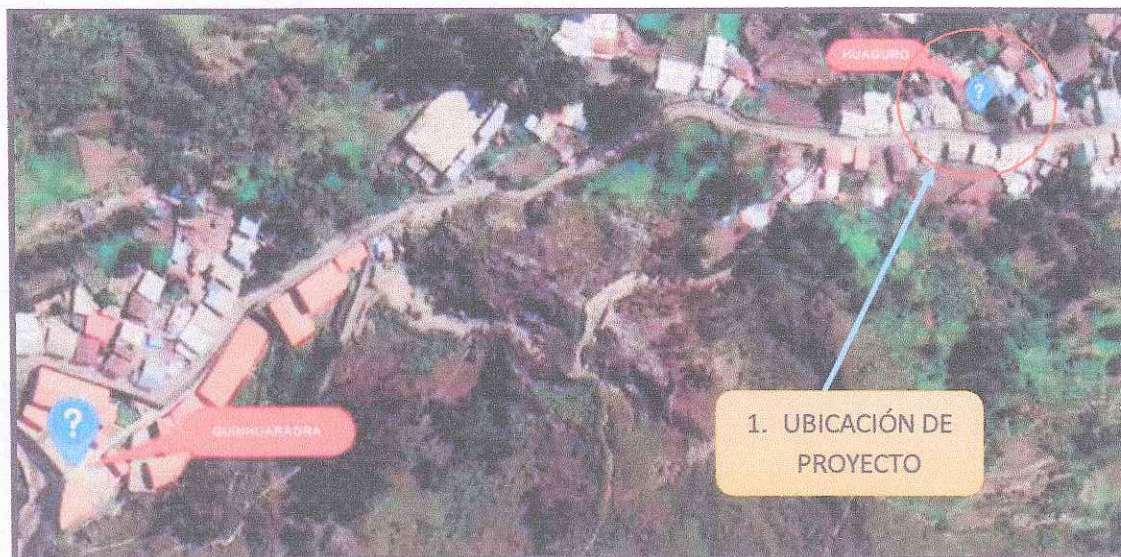 HUAGURO
?
?
QUINHUARAGRA
1. UBICACIÓN DE
PROYECTO